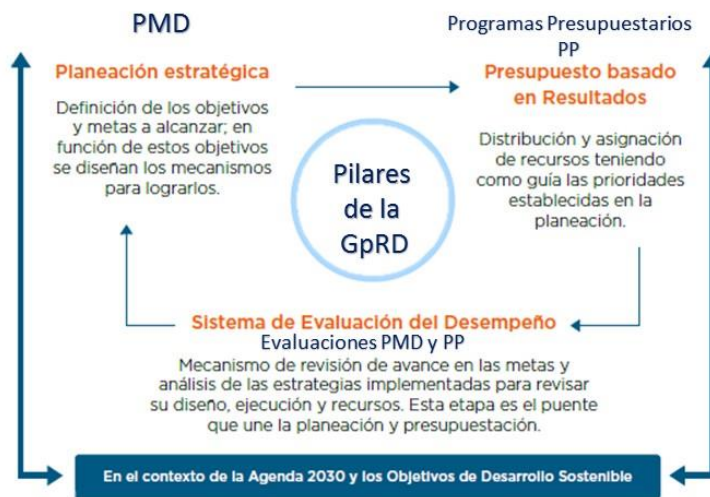 PMD
Planeación estratégica
Definición de los objetivos
y metas a alcanzar; en
función de estos objetivos
se diseñan los mecanismos
para lograrlos.
Programas Presupuestarios
PP
Presupuesto basado
en Resultados
Distribución y asignación
de recursos teniendo
como guía las prioridades
establecidas en la
planeación.
Pilares
de la
GpRD
Sistema de Evaluación del Desempeño
Evaluaciones PMD y PP
Mecanismo de revisión de avance en las metas y
análisis de las estrategias implementadas para revisar
su diseño, ejecución y recursos. Esta etapa es el puente
que une la planeación y presupuestación.
En el contexto de la Agenda 2030 y los Objetivos de Desarrollo Sostenible